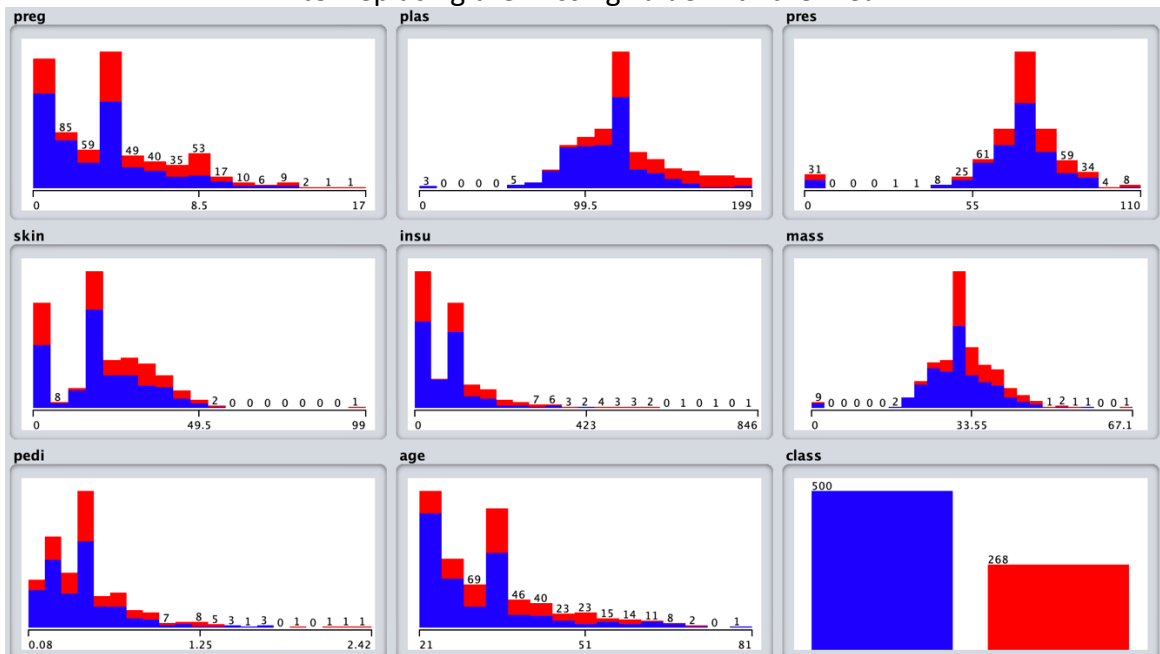 preg plas pres
85 59 49 40 35 53 17 10 6 9 2 1 1
0 8.5 17
3 0 0 0 0 5
0 99.5 199
31 0 0 0 1 1 8 25 61 59 34 4 8
0 55 110
skin insu mass
8 2 0 0 0 0 0 0 0 1
0 49.5 99
7 6 3 2 4 3 3 2 0 1 0 1 0 1
0 423 846
9 0 0 0 0 0 2 1 2 1 1 0 0 1
0 33.55 67.1
pedi age class
7 8 5 3 1 3 0 1 0 1 1 1
0.08 1.25 2.42
69 46 40 23 23 15 14 11 8 2 0 1
21 51 81
500
268